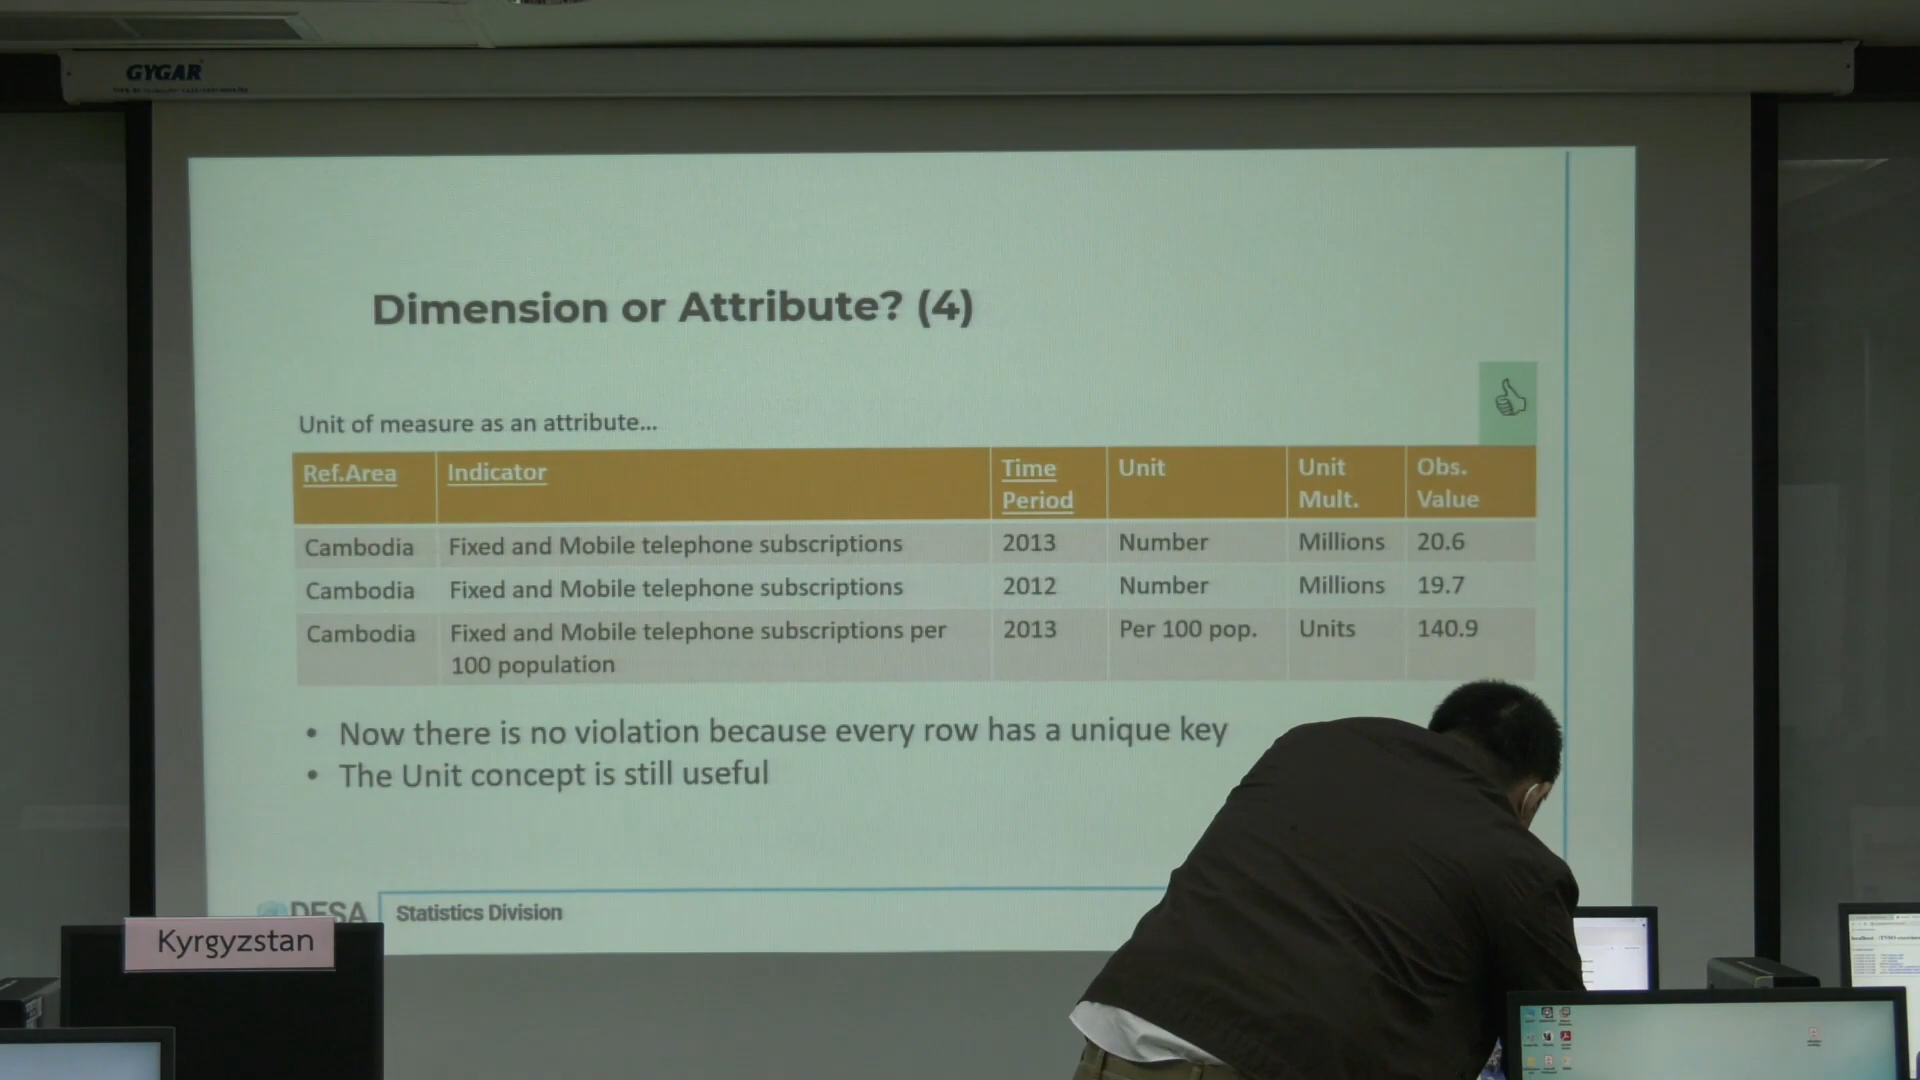 GYGAR
Dimension or Attribute? (4)
Unit of measure as an attribute...
Ref.Area Indicator Time Period Unit Unit Mult. Obs. Value
Cambodia Fixed and Mobile telephone subscriptions 2013 Number Millions 20.6
Cambodia Fixed and Mobile telephone subscriptions 2012 Number Millions 19.7
Cambodia Fixed and Mobile telephone subscriptions per 100 population 2013 Per 100 pop. Units 140.9
• Now there is no violation because every row has a unique key
• The Unit concept is still useful
DESA Statistics Division
Kyrgyzstan